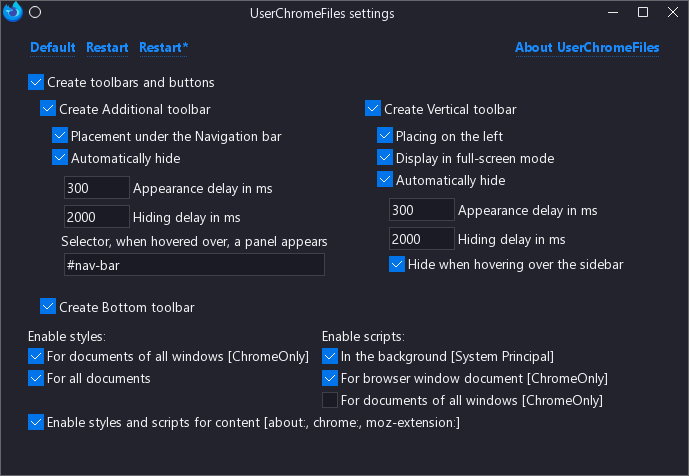 UserChromeFiles settings
Default Restart Restart* About UserChromeFiles
Create toolbars and buttons
Create Additional toolbar
Placement under the Navigation bar
Automatically hide
300 Appearance delay in ms
2000 Hiding delay in ms
Selector, when hovered over, a panel appears
#nav-bar
Create Vertical toolbar
Placing on the left
Display in full-screen mode
Automatically hide
300 Appearance delay in ms
2000 Hiding delay in ms
Hide when hovering over the sidebar
Create Bottom toolbar
Enable styles:
For documents of all windows [ChromeOnly]
For all documents
Enable scripts:
In the background [System Principal]
For browser window document [ChromeOnly]
For documents of all windows [ChromeOnly]
Enable styles and scripts for content [about:, chrome:, moz-extension:]